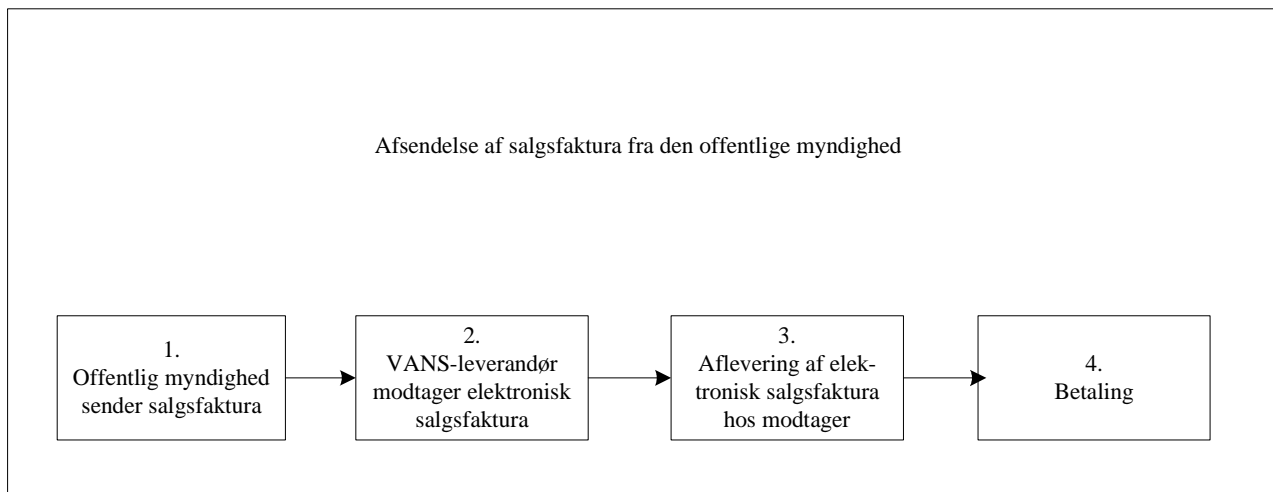 Afsendelse af salgsfaktura fra den offentlige myndighed
1.
Offentlig myndighed
sender salgsfaktura
2.
VANS-leverandør
modtager elektronisk
salgsfaktura
3.
Aflevering af elek-
tronisk salgsfaktura
hos modtager
4.
Betaling